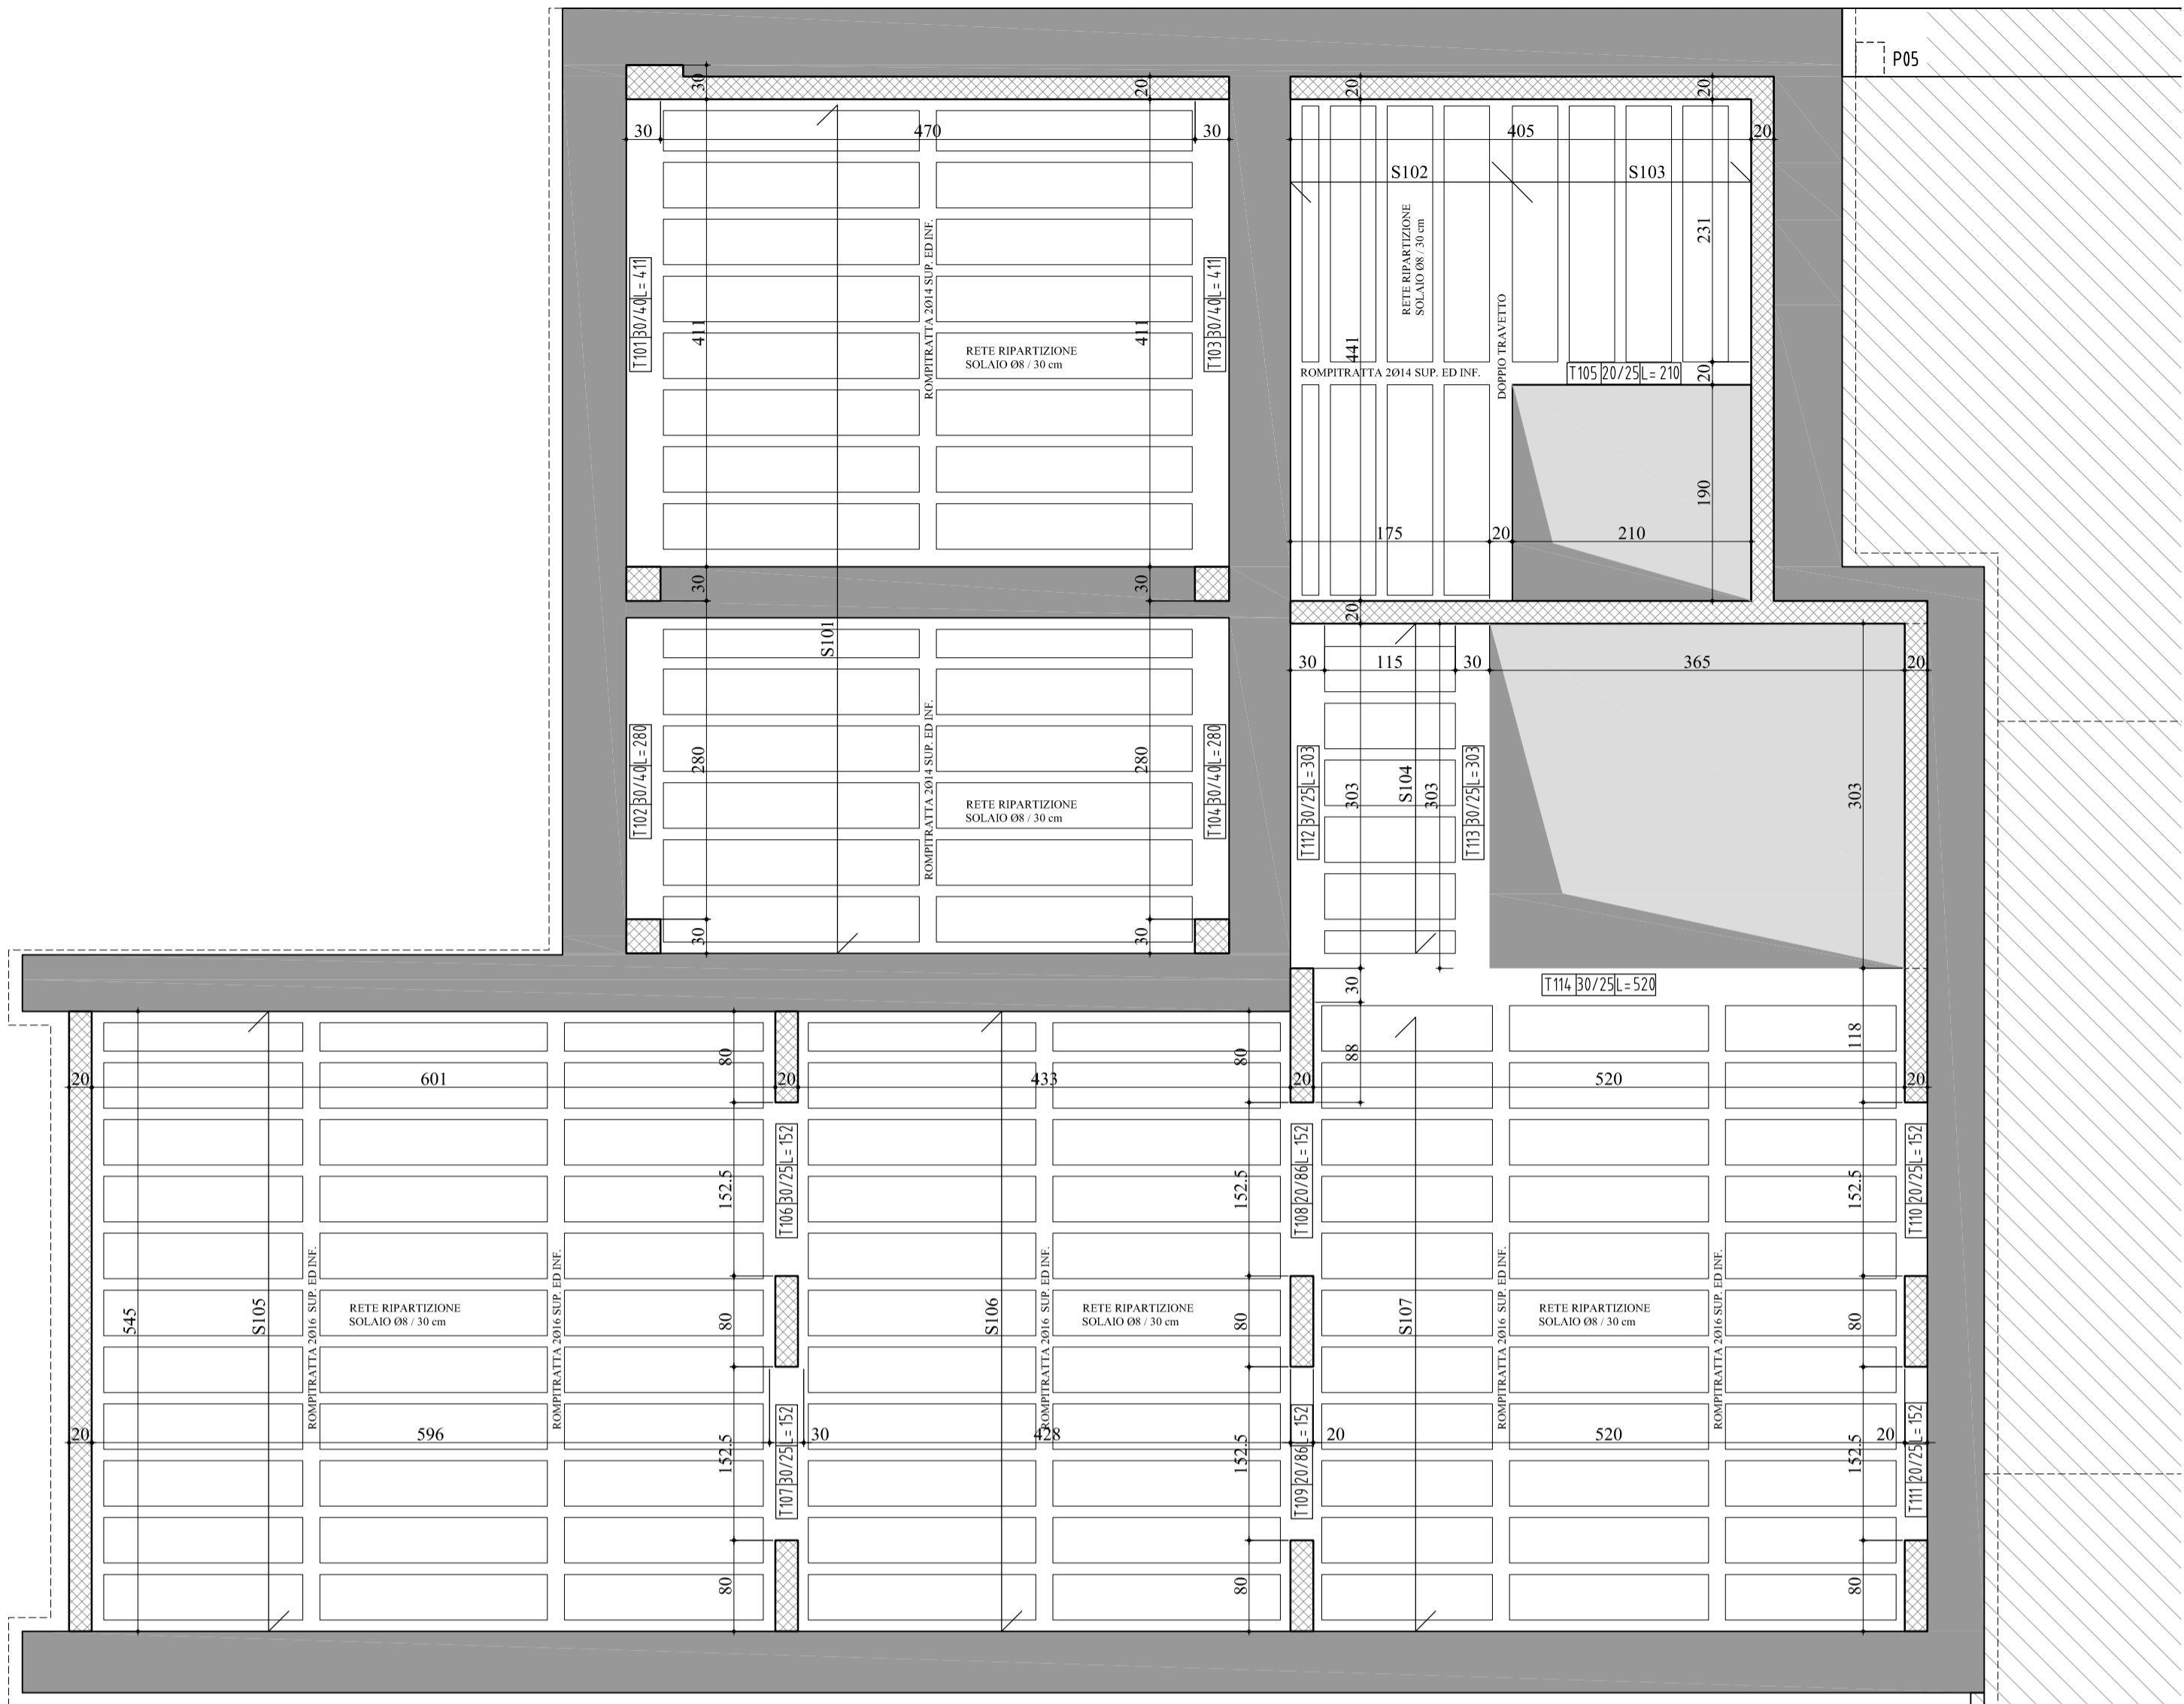 P05
30
20
20
20
30
470
30
405
20
S102
S103
RETE RIPARTIZIONE
SOLAIO Ø8 / 30 cm
231
ROMPITRATTA 2Ø14 SUP. ED INF.
T101 30/40 L= 411
411
411
T103 30/40 L= 411
RETE RIPARTIZIONE
SOLAIO Ø8 / 30 cm
441
DOPPIO TRAVETTO
ROMPITRATTA 2Ø14 SUP. ED INF.
T105 20/25 L= 210
20
190
175
20
210
30
30
20
S101
30
115
30
365
20
ROMPITRATTA 2Ø14 SUP. ED INF.
T102 30/40 L=280
280
280
T104 30/40 L=280
RETE RIPARTIZIONE
SOLAIO Ø8 / 30 cm
T112 30/25 L=303
303
S104
303
T113 30/25 L=303
303
30
30
30
T114 30/25 L=520
80
80
88
118
20
601
20
433
20
520
20
152.5
T106 30/25 L= 152
152.5
T108 20/86 L= 152
152.5
T110 20/25 L= 152
545
S105
ROMPITRATTA 2Ø16 SUP. ED INF.
RETE RIPARTIZIONE
SOLAIO Ø8 / 30 cm
ROMPITRATTA 2Ø16 SUP. ED INF.
80
S106
ROMPITRATTA 2Ø16 SUP. ED INF.
RETE RIPARTIZIONE
SOLAIO Ø8 / 30 cm
80
S107
ROMPITRATTA 2Ø16 SUP. ED INF.
RETE RIPARTIZIONE
SOLAIO Ø8 / 30 cm
ROMPITRATTA 2Ø16 SUP. ED INF.
80
20
596
30
428
20
520
20
152.5
T107 30/25 L= 152
152.5
T109 20/86 L= 152
152.5
T111 20/25 L= 152
80
80
80